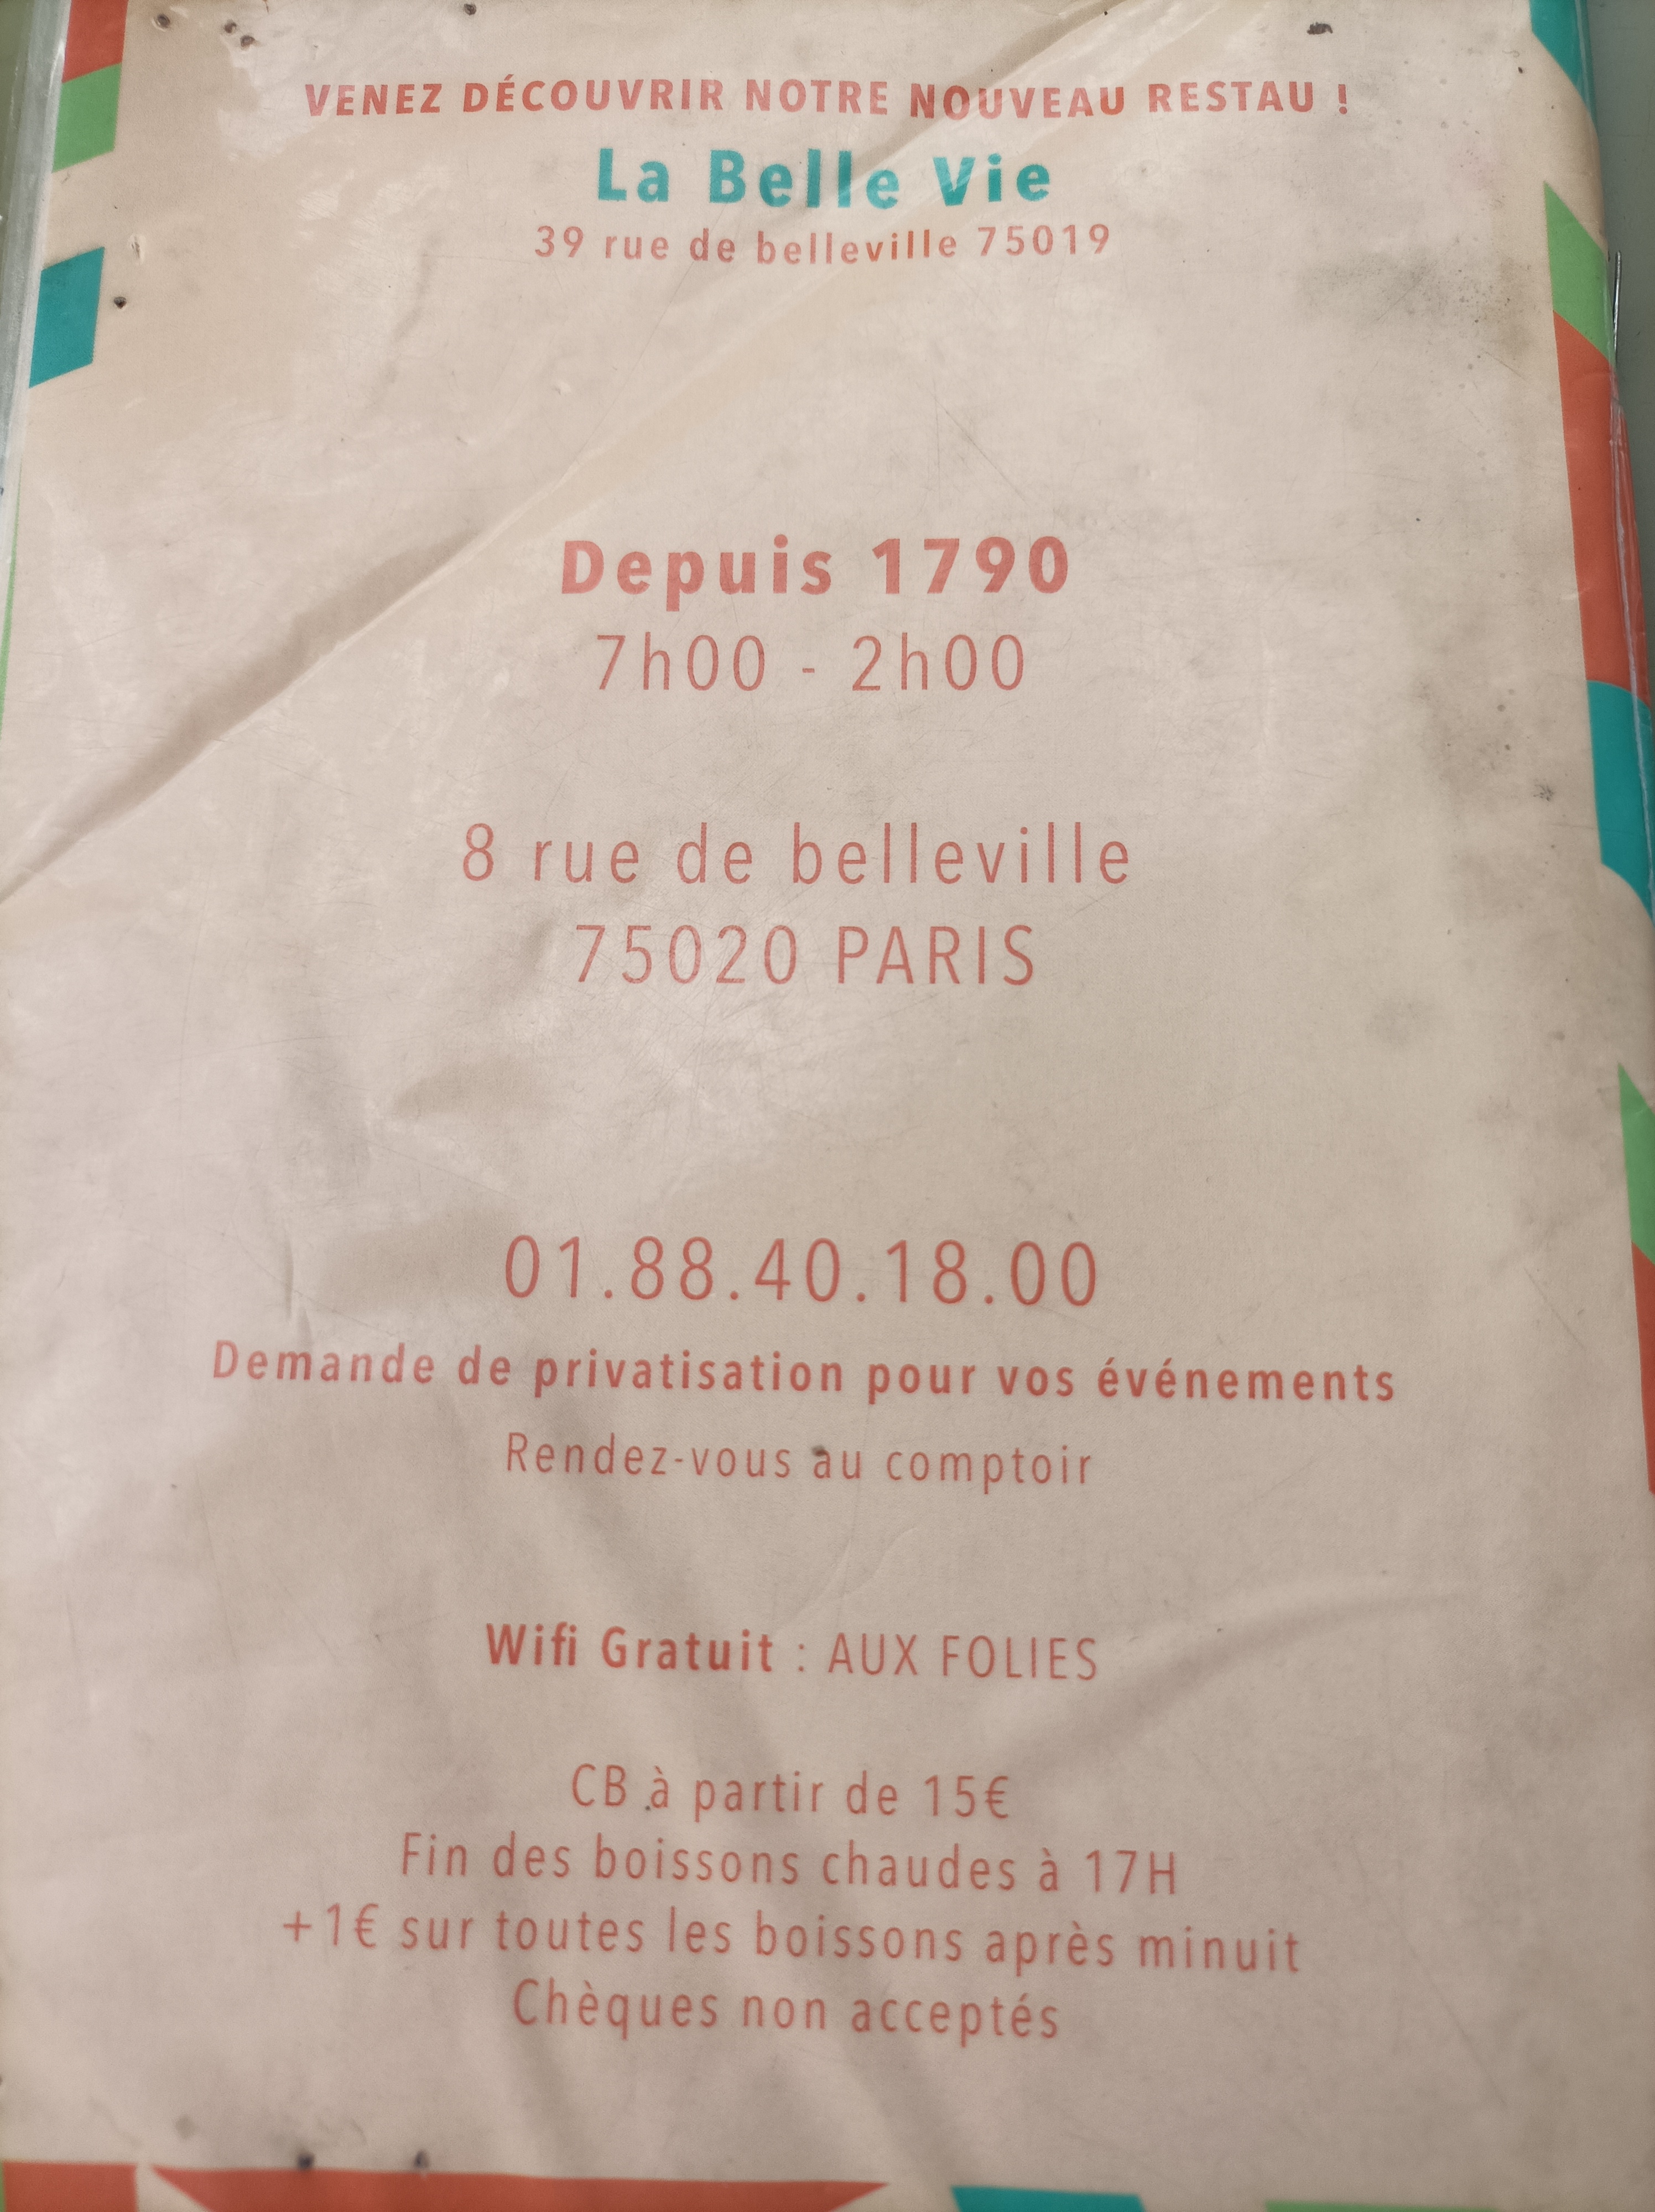 VENEZ DÉCOUVRIR NOTRE NOUVEAU RESTAU !
La Belle Vie
39 rue de belleville 75019
Depuis 1790
7h00 - 2h00
8 rue de belleville
75020 PARIS
01.88.40.18.00
Demande de privatisation pour vos événements
Rendez-vous au comptoir
Wifi Gratuit : AUX FOLIES
CB à partir de 15€
Fin des boissons chaudes à 17H
+1€ sur toutes les boissons après minuit
Chèques non acceptés